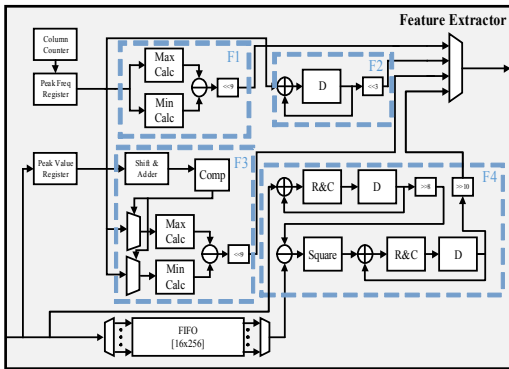 Feature Extractor
Column
Counter
Peak Freq
Register
F1
Max
Calc
Min
Calc
<<9
F2
D
<<3
Peak Value
Register
F3
Shift &
Adder
Comp
Max
Calc
Min
Calc
<<9
F4
R&C
D
>>8
>>10
Square
R&C
D
FIFO
[16x256]